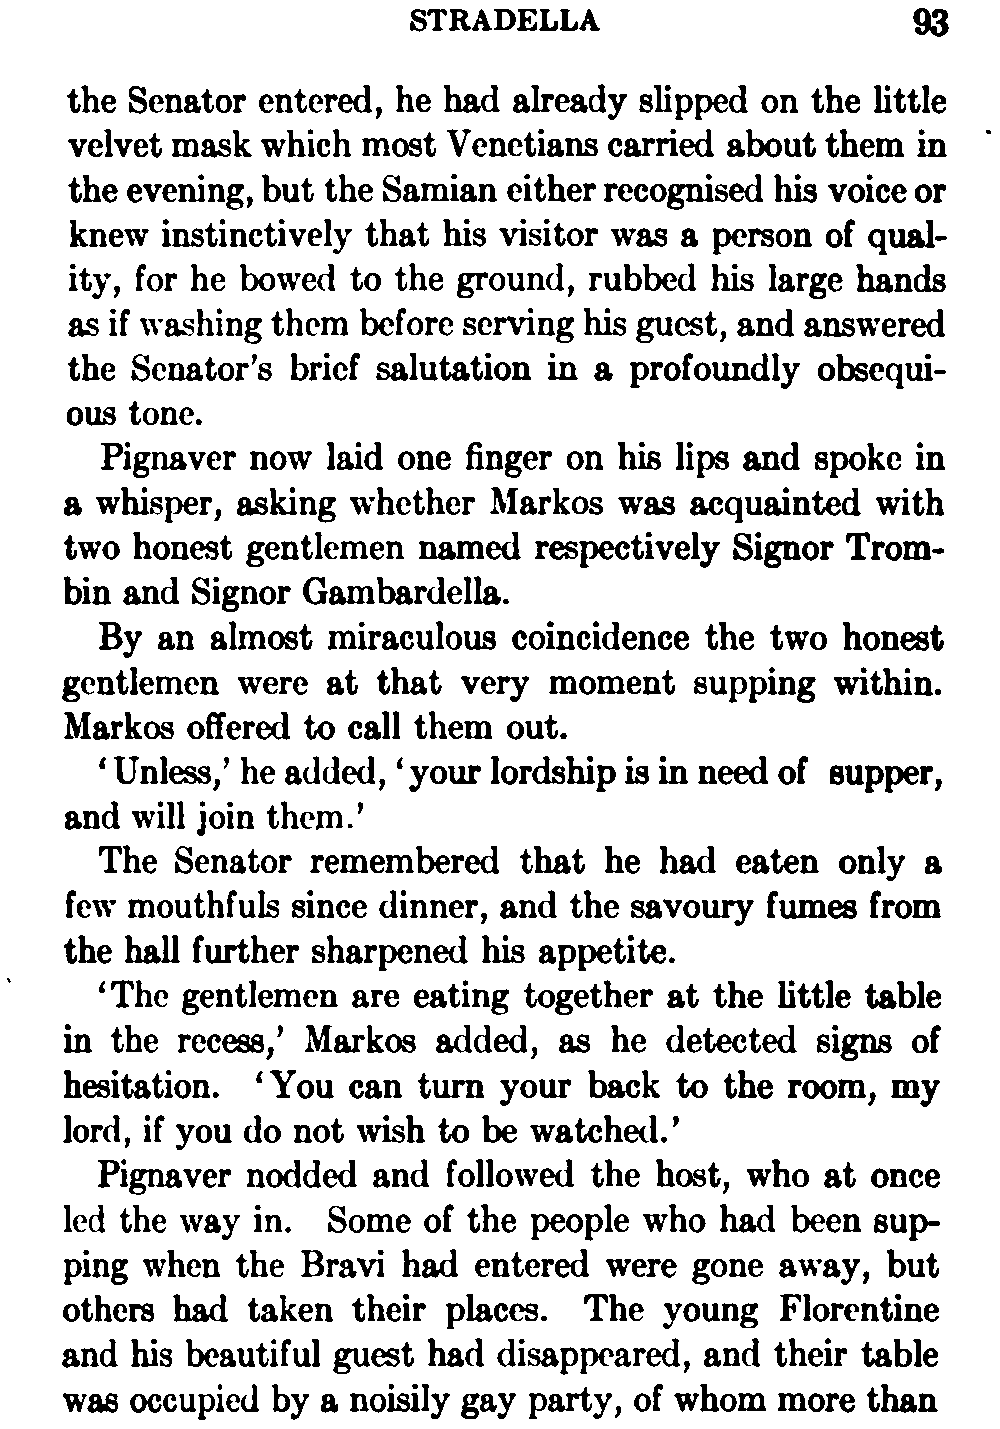 STRADELLA 93
the Senator entered, he had already slipped on the little
velvet mask which most Venetians carried about them in
the evening, but the Samian either recognised his voice or
knew instinctively that his visitor was a person of qual-
ity, for he bowed to the ground, rubbed his large hands
as if washing them before serving his guest, and answered
the Senator's brief salutation in a profoundly obsequi-
ous tone.
Pignaver now laid one finger on his lips and spoke in
a whisper, asking whether Markos was acquainted with
two honest gentlemen named respectively Signor Trom-
bin and Signor Gambardella.
By an almost miraculous coincidence the two honest
gentlemen were at that very moment supping within.
Markos offered to call them out.
‘Unless,’ he added, ‘your lordship is in need of supper,
and will join them.’
The Senator remembered that he had eaten only a
few mouthfuls since dinner, and the savoury fumes from
the hall further sharpened his appetite.
‘The gentlemen are eating together at the little table
in the recess,’ Markos added, as he detected signs of
hesitation. ‘You can turn your back to the room, my
lord, if you do not wish to be watched.’
Pignaver nodded and followed the host, who at once
led the way in. Some of the people who had been sup-
ping when the Bravi had entered were gone away, but
others had taken their places. The young Florentine
and his beautiful guest had disappeared, and their table
was occupied by a noisily gay party, of whom more than